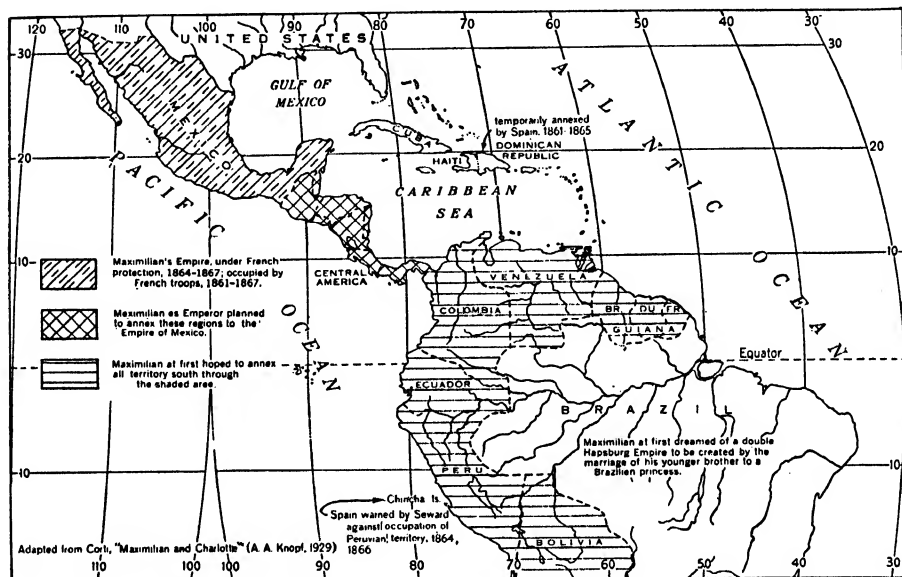 120
110
100
90
80
70
60
50
40
30
UNITED STATES
30
30
GULF OF
MEXICO
ATLANTIC
OCEAN
MEXICO
temporarily annexed
by Spain. 1861-1865
CUBA
DOMINICAN
REPUBLIC
HAITI
20
20
PACIFIC
OCEAN
CARIBBEAN
SEA
10
10
Maximilian's Empire, under French
protection, 1864-1867; occupied by
French troops, 1861-1867.
CENTRAL
AMERICA
VENEZUELA
COLOMBIA
BR. DU. FR.
GUIANA
Meximilian es Emperor planned
to annex these regions to the
Empire of Mexico.
Maximilian at first hoped to annex
all territory south through
the shaded area.
Equator
ECUADOR
BRAZIL
Maximilian at first dreamed of a double
Hapsburg Empire to be created by the
marriage of his younger brother to a
Brazilien princess.
PERU
10
10
Chincha Is.
Spain warned by Seward
against occupation of
Peruvian territory, 1864,
1866
BOLIVIA
Adapted from Corti, "Maximilian and Charlotte" (A. A. Knopf, 1929)
110
100
100
90
80
70
60
50
40
30